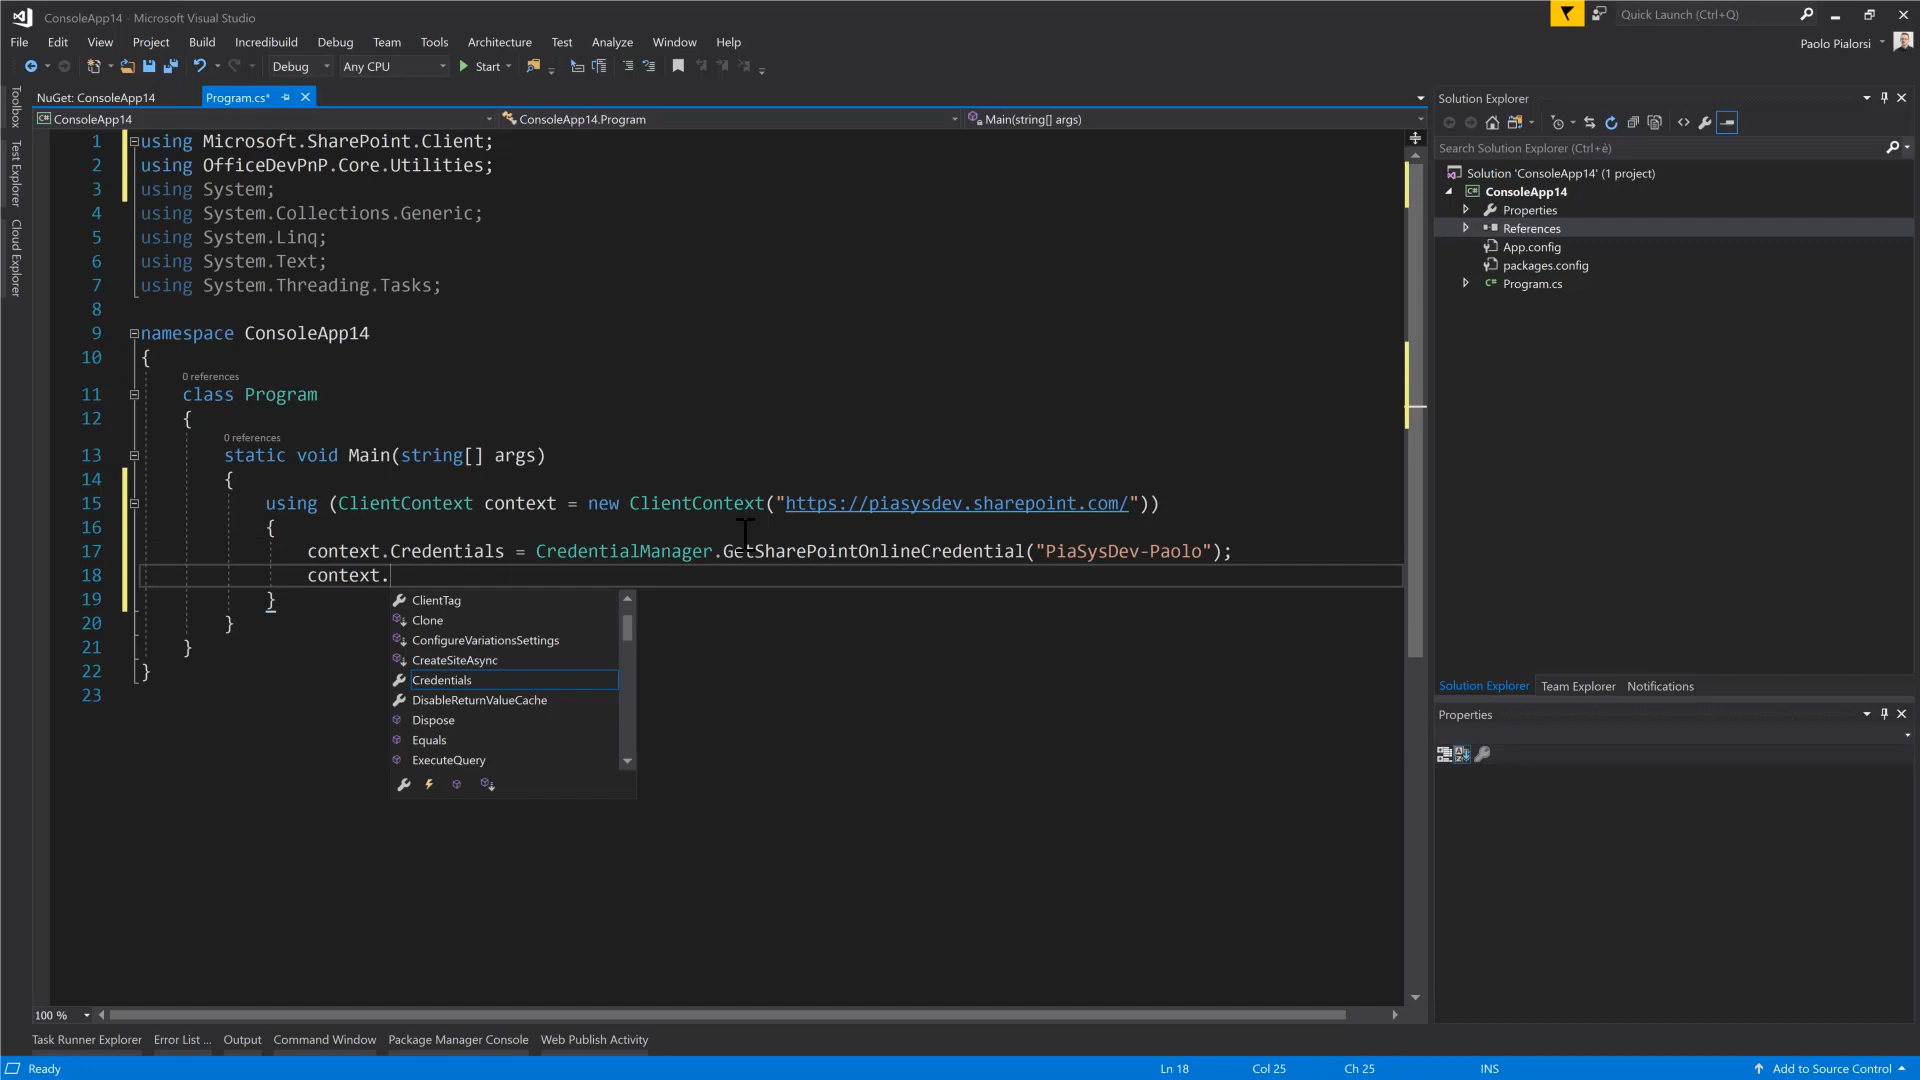 ConsoleApp14 - Microsoft Visual Studio
Quick Launch (Ctrl+Q)
File Edit View Project Build Incredibuild Debug Team Tools Architecture Test Analyze Window Help
Paolo Pialorsi
Debug Any CPU Start
NuGet: ConsoleApp14 Program.cs*
ConsoleApp14 ConsoleApp14.Program Main(string[] args)
Toolbox
Test Explorer
Cloud Explorer
1 using Microsoft.SharePoint.Client;
2 using OfficeDevPnP.Core.Utilities;
3 using System;
4 using System.Collections.Generic;
5 using System.Linq;
6 using System.Text;
7 using System.Threading.Tasks;
8
9 namespace ConsoleApp14
10 {
0 references
11 class Program
12 {
0 references
13 static void Main(string[] args)
14 {
15 using (ClientContext context = new ClientContext("https://piasysdev.sharepoint.com/"))
16 {
17 context.Credentials = CredentialManager.GetSharePointOnlineCredential("PiaSysDev-Paolo");
18 context.
19 }
20 }
21 }
22 }
23
ClientTag
Clone
ConfigureVariationsSettings
CreateSiteAsync
Credentials
DisableReturnValueCache
Dispose
Equals
ExecuteQuery
Solution Explorer
Search Solution Explorer (Ctrl+è)
Solution 'ConsoleApp14' (1 project)
ConsoleApp14
Properties
References
App.config
packages.config
Program.cs
Solution Explorer Team Explorer Notifications
Properties
100 %
Task Runner Explorer Error List ... Output Command Window Package Manager Console Web Publish Activity
Ready Ln 18 Col 25 Ch 25 INS Add to Source Control